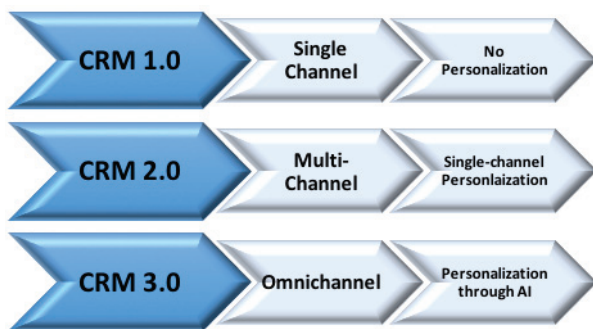 CRM 1.0
Single
Channel
No
Personalization
CRM 2.0
Multi-
Channel
Single-channel
Personlaization
CRM 3.0
Omnichannel
Personalization
through AI